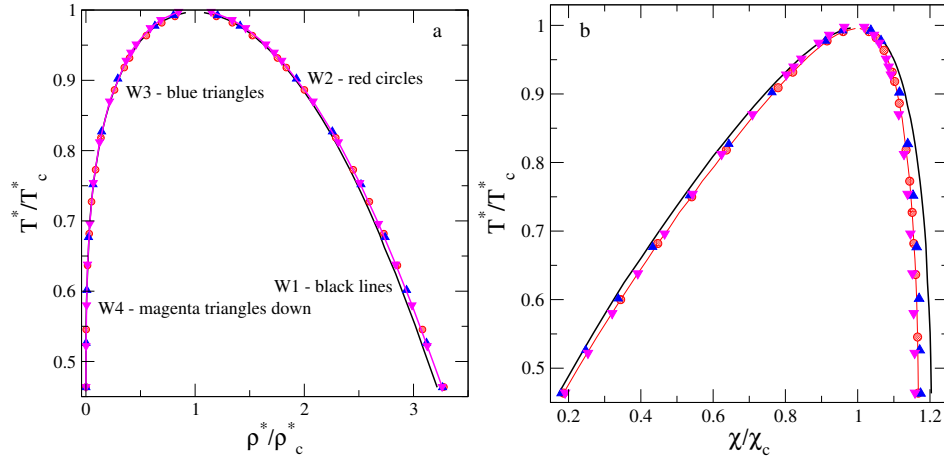 a
W2 - red circles
W3 - blue triangles
W1 - black lines
W4 - magenta triangles down
1
0.9
0.8
0.7
0.6
0.5
T*/T*c
0
1
2
3
ρ*/ρ*c
b
1
0.9
0.8
0.7
0.6
0.5
T*/T*c
0.2
0.4
0.6
0.8
1
1.2
χ/χc